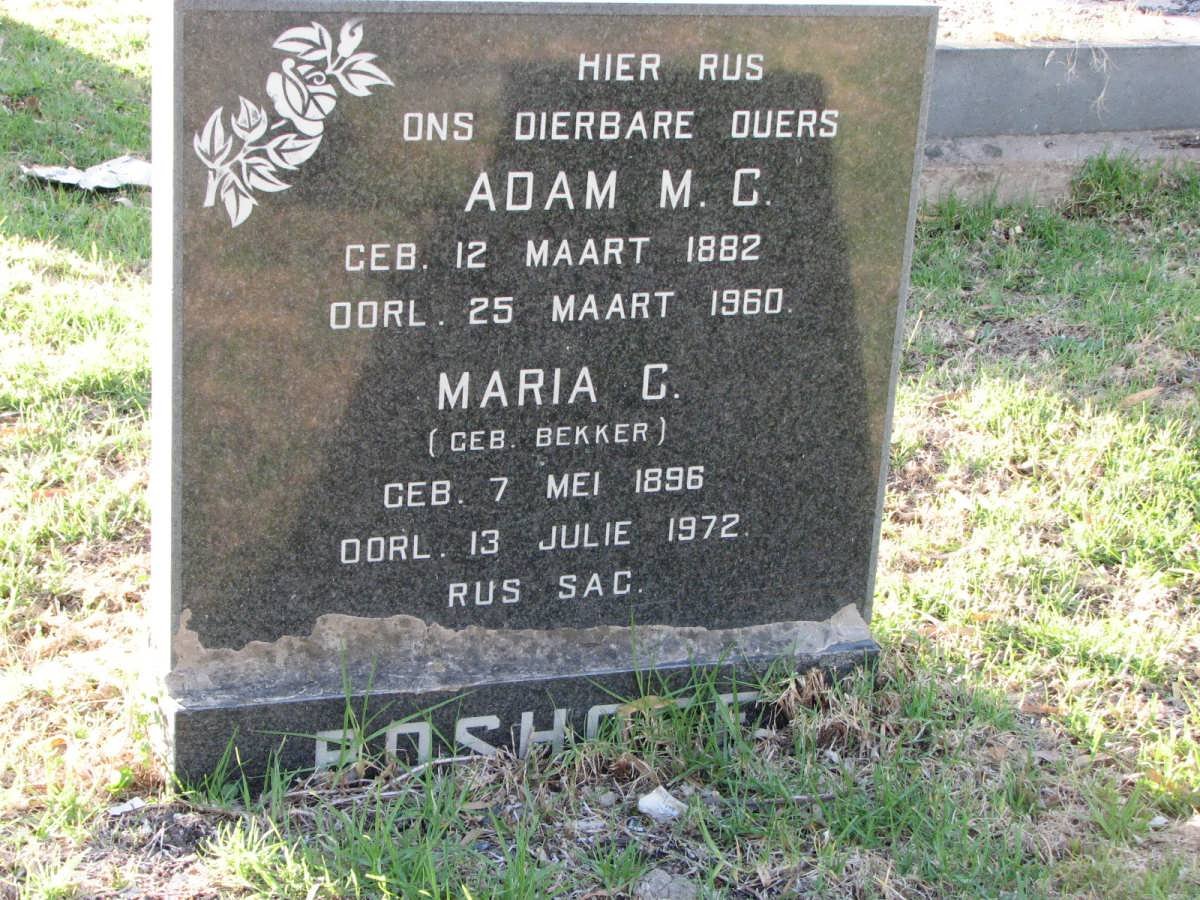 HIER RUS
ONS DIERBARE OUERS
ADAM M. C.
GEB. 12 MAART 1882
OORL. 25 MAART 1960.
MARIA C.
(GEB. BEKKER)
GEB. 7 MEI 1896
OORL. 13 JULIE 1972.
RUS SAG.